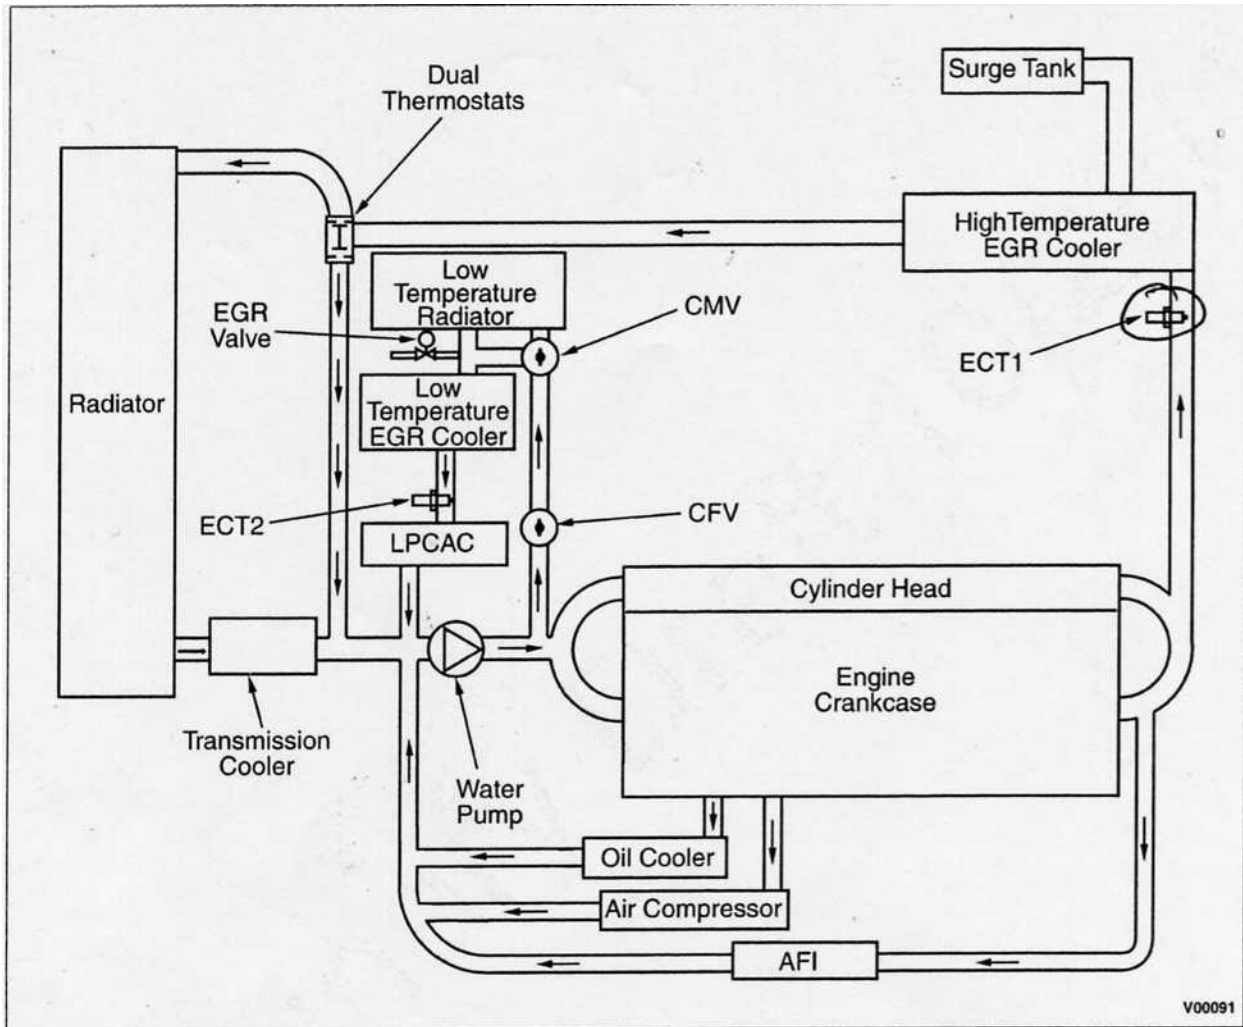 Surge Tank
Dual
Thermostats
High Temperature
EGR Cooler
Low
Temperature
Radiator
EGR
Valve
CMV
ECT1
Radiator
Low
Temperature
EGR Cooler
ECT2
CFV
LPCAC
Cylinder Head
Engine
Crankcase
Transmission
Cooler
Water
Pump
Oil Cooler
Air Compressor
AFI
V00091